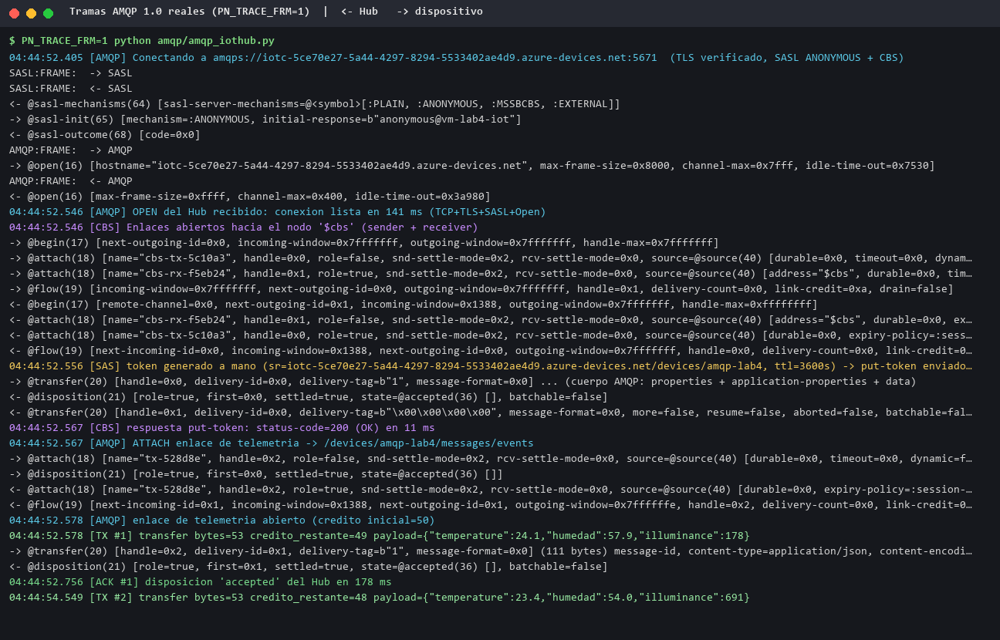 Tramas AMQP 1.0 reales (PN_TRACE_FRM=1)  |  <- Hub   -> dispositivo
$ PN_TRACE_FRM=1 python amqp/amqp_iothub.py
04:44:52.405 [AMQP] Conectando a amqps://iotc-5ce70e27-5a44-4297-8294-5533402ae4d9.azure-devices.net:5671  (TLS verificado, SASL ANONYMOUS + CBS)
SASL:FRAME:  -> SASL
SASL:FRAME:  <- SASL
<- @sasl-mechanisms(64) [sasl-server-mechanisms=@<symbol>[:PLAIN, :ANONYMOUS, :MSSBCBS, :EXTERNAL]]
-> @sasl-init(65) [mechanism=:ANONYMOUS, initial-response=b"anonymous@vm-lab4-iot"]
<- @sasl-outcome(68) [code=0x0]
AMQP:FRAME:  -> AMQP
-> @open(16) [hostname="iotc-5ce70e27-5a44-4297-8294-5533402ae4d9.azure-devices.net", max-frame-size=0x8000, channel-max=0x7fff, idle-time-out=0x7530]
AMQP:FRAME:  <- AMQP
<- @open(16) [max-frame-size=0xffff, channel-max=0x400, idle-time-out=0x3a980]
04:44:52.546 [AMQP] OPEN del Hub recibido: conexion lista en 141 ms (TCP+TLS+SASL+Open)
04:44:52.546 [CBS] Enlaces abiertos hacia el nodo '$cbs' (sender + receiver)
-> @begin(17) [next-outgoing-id=0x0, incoming-window=0x7fffffff, outgoing-window=0x7fffffff, handle-max=0x7fffffff]
-> @attach(18) [name="cbs-tx-5c10a3", handle=0x0, role=false, snd-settle-mode=0x2, rcv-settle-mode=0x0, source=@source(40) [durable=0x0, timeout=0x0, dynam…
-> @attach(18) [name="cbs-rx-f5eb24", handle=0x1, role=true, snd-settle-mode=0x2, rcv-settle-mode=0x0, source=@source(40) [address="$cbs", durable=0x0, tim…
-> @flow(19) [incoming-window=0x7fffffff, next-outgoing-id=0x0, outgoing-window=0x7fffffff, handle=0x1, delivery-count=0x0, link-credit=0xa, drain=false]
<- @begin(17) [remote-channel=0x0, next-outgoing-id=0x1, incoming-window=0x1388, outgoing-window=0x7fffffff, handle-max=0xffffffff]
<- @attach(18) [name="cbs-rx-f5eb24", handle=0x1, role=false, snd-settle-mode=0x2, rcv-settle-mode=0x0, source=@source(40) [address="$cbs", durable=0x0, ex…
<- @attach(18) [name="cbs-tx-5c10a3", handle=0x0, role=true, snd-settle-mode=0x2, rcv-settle-mode=0x0, source=@source(40) [durable=0x0, expiry-policy=:sess…
<- @flow(19) [next-incoming-id=0x0, incoming-window=0x1388, next-outgoing-id=0x0, outgoing-window=0x7fffffff, handle=0x0, delivery-count=0x0, link-credit=0…
04:44:52.556 [SAS] token generado a mano (sr=iotc-5ce70e27-5a44-4297-8294-5533402ae4d9.azure-devices.net/devices/amqp-lab4, ttl=3600s) -> put-token enviado…
-> @transfer(20) [handle=0x0, delivery-id=0x0, delivery-tag=b"1", message-format=0x0] ... (cuerpo AMQP: properties + application-properties + data)
<- @disposition(21) [role=true, first=0x0, settled=true, state=@accepted(36) [], batchable=false]
<- @transfer(20) [handle=0x1, delivery-id=0x0, delivery-tag=b"\x00\x00\x00\x00", message-format=0x0, more=false, resume=false, aborted=false, batchable=fal…
04:44:52.567 [CBS] respuesta put-token: status-code=200 (OK) en 11 ms
04:44:52.567 [AMQP] ATTACH enlace de telemetria -> /devices/amqp-lab4/messages/events
-> @attach(18) [name="tx-528d8e", handle=0x2, role=false, snd-settle-mode=0x2, rcv-settle-mode=0x0, source=@source(40) [durable=0x0, timeout=0x0, dynamic=f…
-> @disposition(21) [role=true, first=0x0, settled=true, state=@accepted(36) []]
<- @attach(18) [name="tx-528d8e", handle=0x2, role=true, snd-settle-mode=0x2, rcv-settle-mode=0x0, source=@source(40) [durable=0x0, expiry-policy=:session-…
<- @flow(19) [next-incoming-id=0x1, incoming-window=0x1388, next-outgoing-id=0x1, outgoing-window=0x7ffffffe, handle=0x2, delivery-count=0x0, link-credit=0…
04:44:52.578 [AMQP] enlace de telemetria abierto (credito inicial=50)
04:44:52.578 [TX #1] transfer bytes=53 credito_restante=49 payload={"temperature":24.1,"humedad":57.9,"illuminance":178}
-> @transfer(20) [handle=0x2, delivery-id=0x1, delivery-tag=b"1", message-format=0x0] (111 bytes) message-id, content-type=application/json, content-encodi…
<- @disposition(21) [role=true, first=0x1, settled=true, state=@accepted(36) [], batchable=false]
04:44:52.756 [ACK #1] disposicion 'accepted' del Hub en 178 ms
04:44:54.549 [TX #2] transfer bytes=53 credito_restante=48 payload={"temperature":23.4,"humedad":54.0,"illuminance":691}